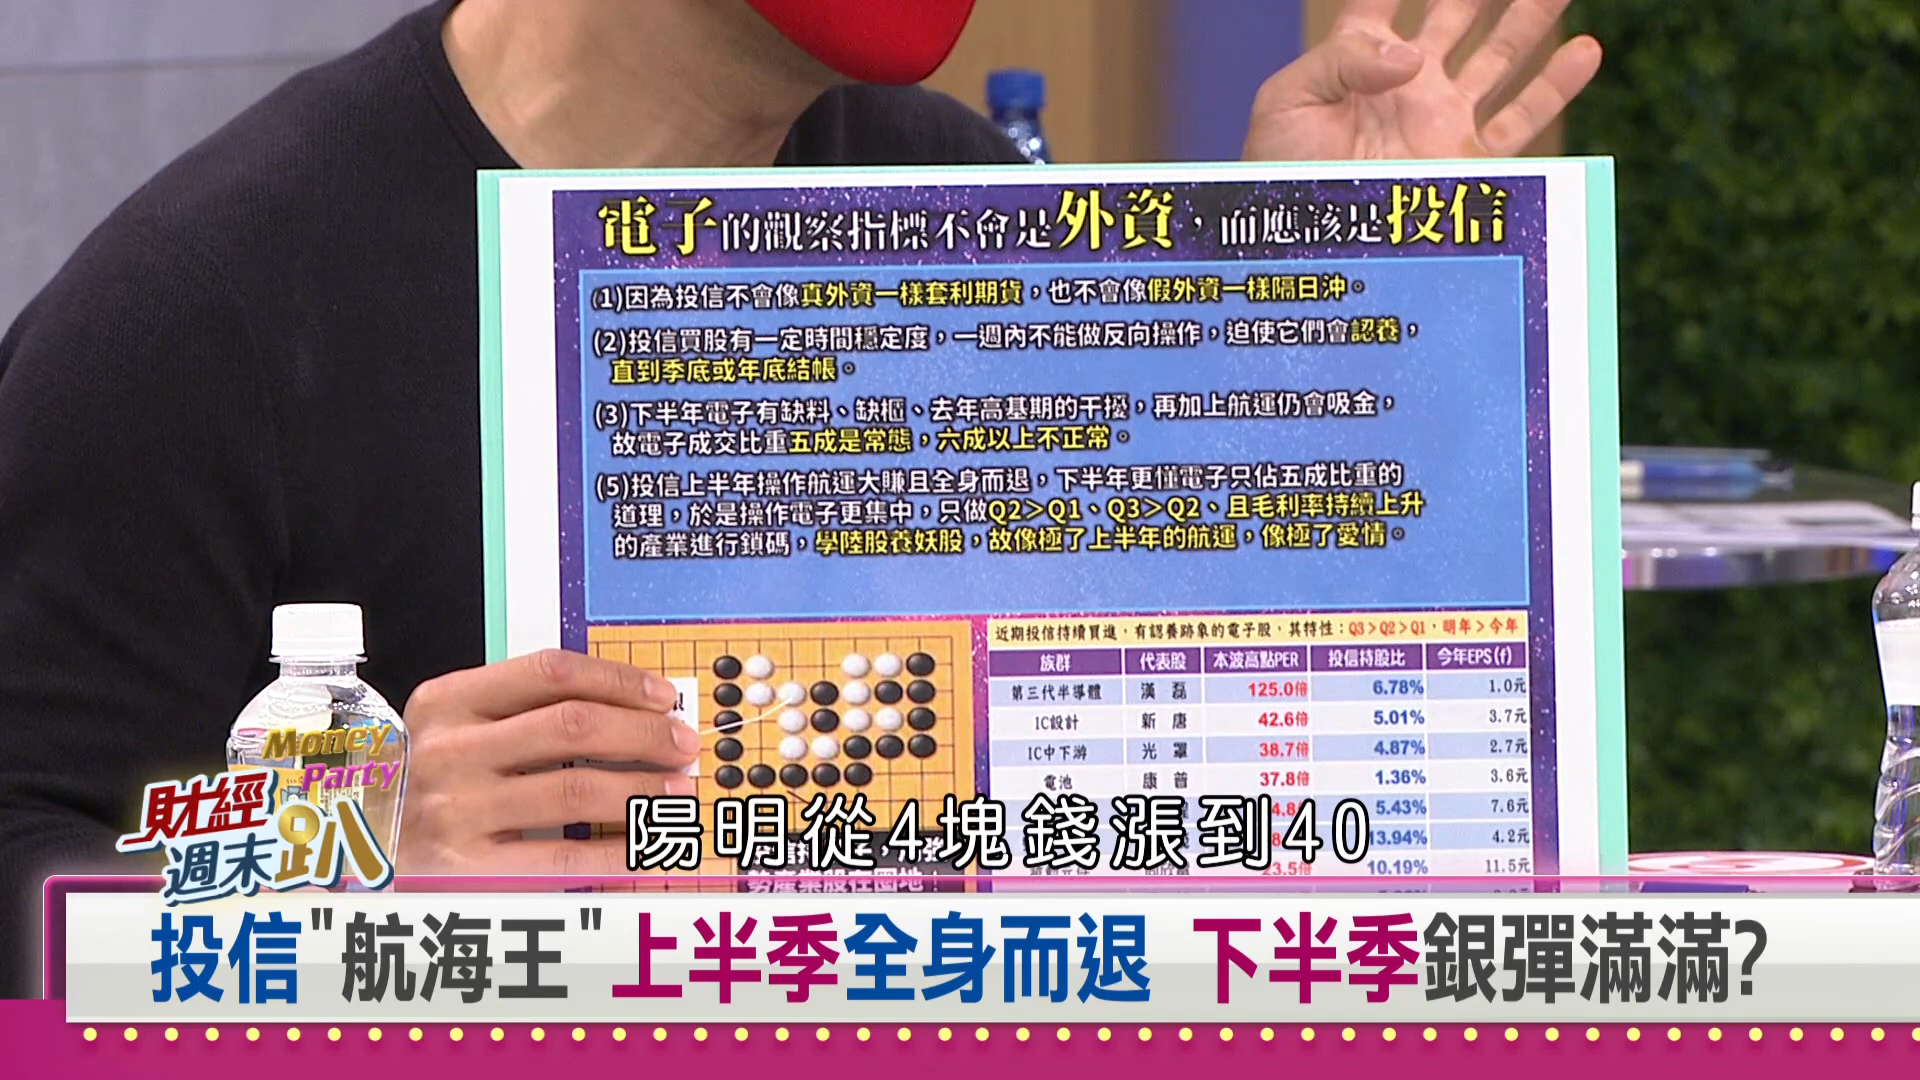 電子的觀察指標不會是外資，而應該是投信
(1)因為投信不會像真外資一樣套利期貨，也不會像假外資一樣隔日沖。
(2)投信買股有一定時間穩定度，一週內不能做反向操作，迫使它們會認養，
直到季底或年底結帳。
(3)下半年電子有缺料、缺櫃、去年高基期的干擾，再加上航運仍會吸金，
故電子成交比重五成是常態，六成以上不正常。
(5)投信上半年操作航運大賺且全身而退，下半年更懂電子只佔五成比重的
道理，於是操作電子更集中，只做Q2＞Q1、Q3＞Q2、且毛利率持續上升
的產業進行鎖碼，學陸股養妖股，故像極了上半年的航運，像極了愛情。
近期投信持續買進，有認養跡象的電子股，其特性：Q3＞Q2＞Q1，明年＞今年
族群 代表股 本波高點PER 投信持股比 今年EPS(f)
第三代半導體 漢磊 125.0倍 6.78% 1.0元
IC設計 新唐 42.6倍 5.01% 3.7元
IC中下游 光罩 38.7倍 4.87% 2.7元
電池 康普 37.8倍 1.36% 3.6元
5.43% 7.6元
13.94% 4.2元
23.5倍 10.19% 11.5元
Money
Party
財經
週末趴
陽明從4塊錢漲到40
投信"航海王"上半季全身而退 下半季銀彈滿滿?